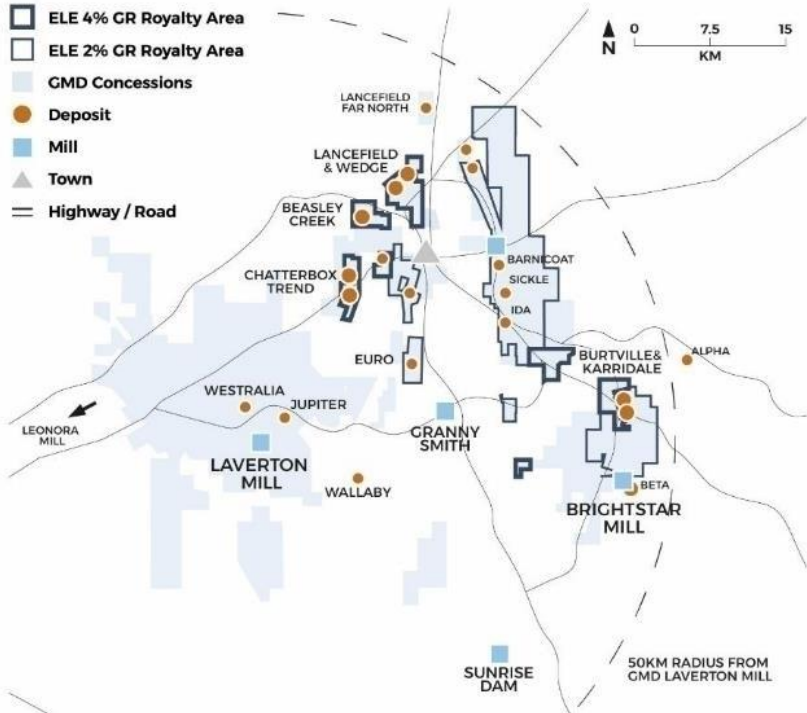 ELE 4% GR Royalty Area
ELE 2% GR Royalty Area
GMD Concessions
Deposit
Mill
Town
Highway / Road
N
0 7.5 15
KM
LANCEFIELD
FAR NORTH
LANCEFIELD
& WEDGE
BEASLEY
CREEK
CHATTERBOX
TREND
BARNICOAT
SICKLE
IDA
EURO
BURTVILLE&
KARRIDALE
ALPHA
WESTRALIA
JUPITER
LEONORA
MILL
GRANNY
SMITH
LAVERTON
MILL
WALLABY
BETA
BRIGHTSTAR
MILL
SUNRISE
DAM
50KM RADIUS FROM
GMD LAVERTON MILL